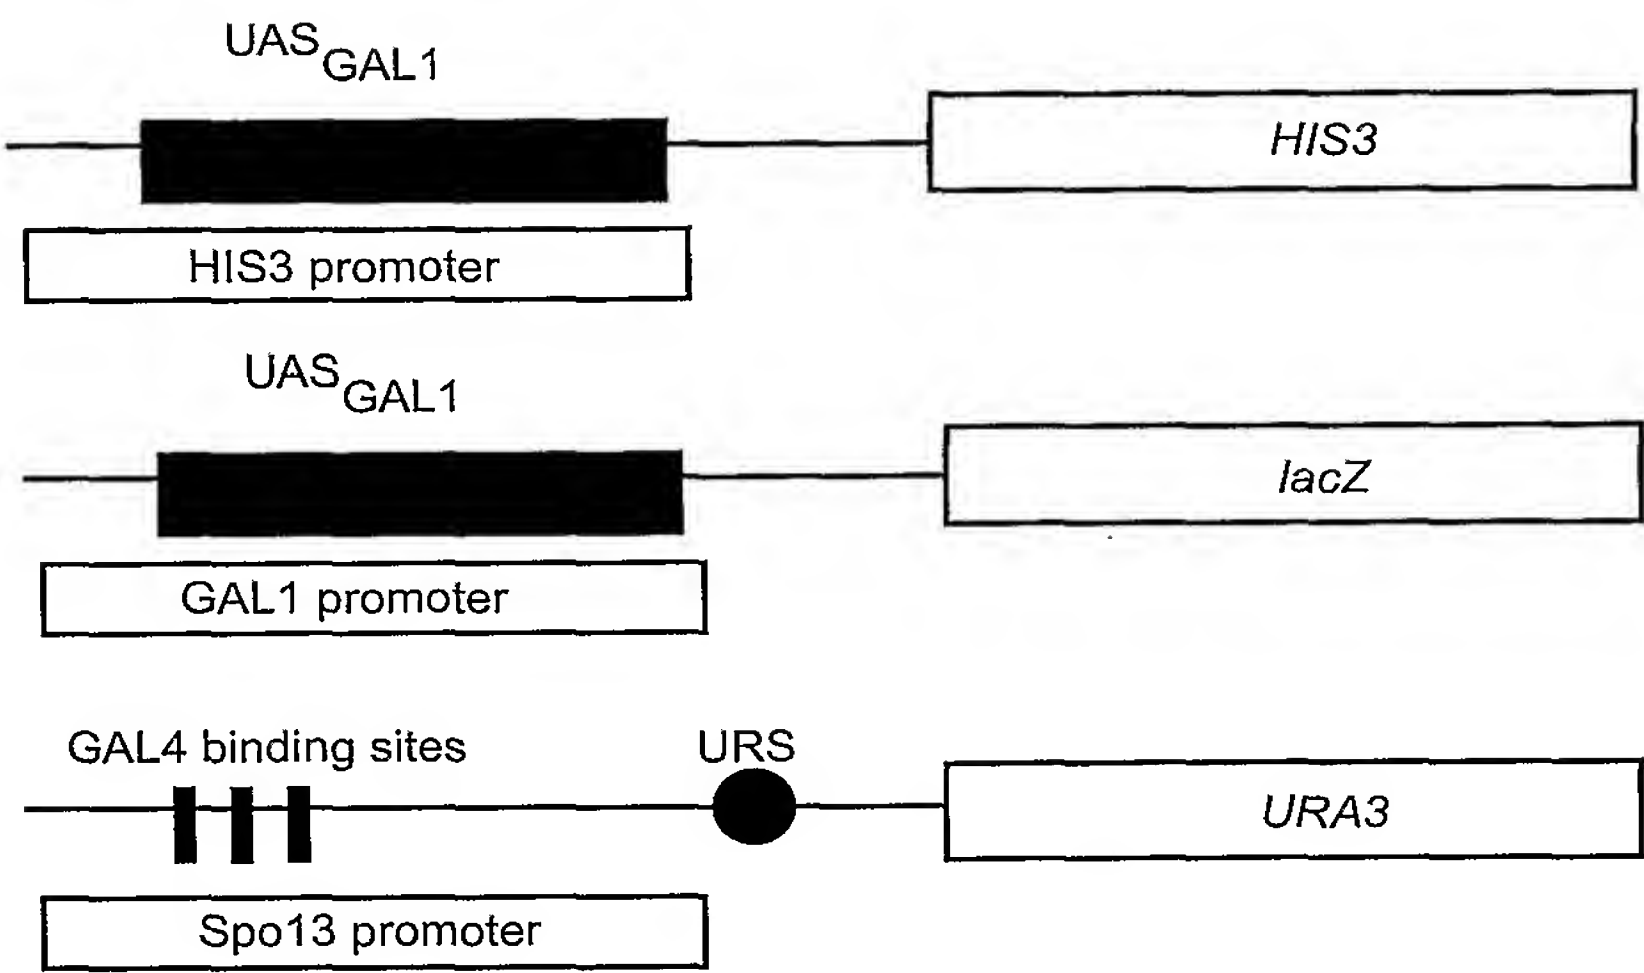 UAS GAL1
HIS3
HIS3 promoter
UAS GAL1
lacZ
GAL1 promoter
GAL4 binding sites
URS
URA3
Spo13 promoter